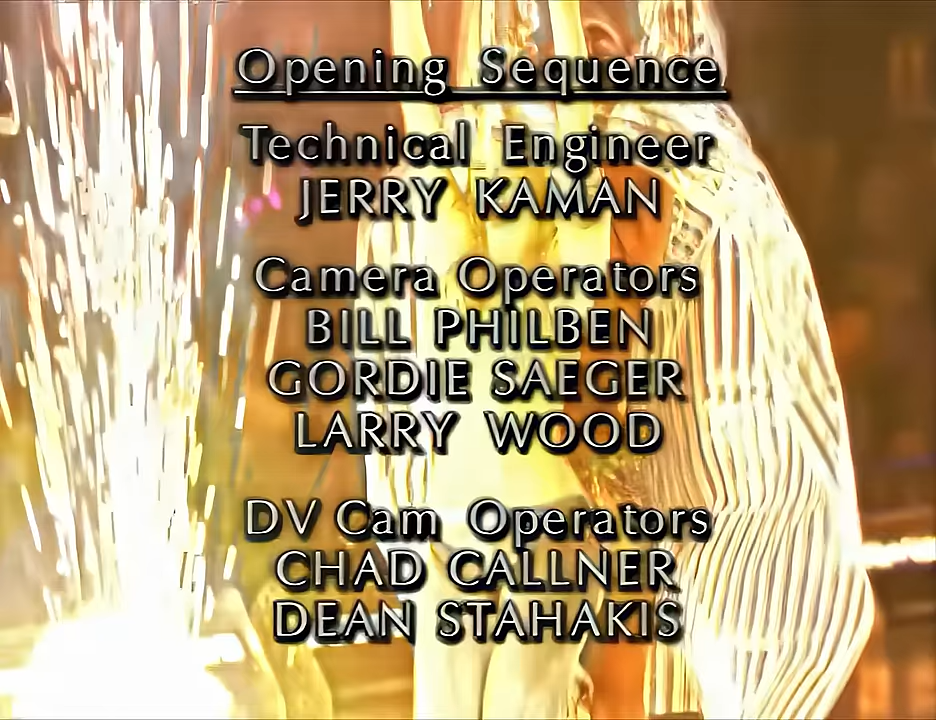 Opening Sequence
Technical Engineer
JERRY KAMAN
Camera Operators
BILL PHILBEN
GORDIE SAEGER
LARRY WOOD
DV Cam Operators
CHAD CALLNER
DEAN STAHAKIS